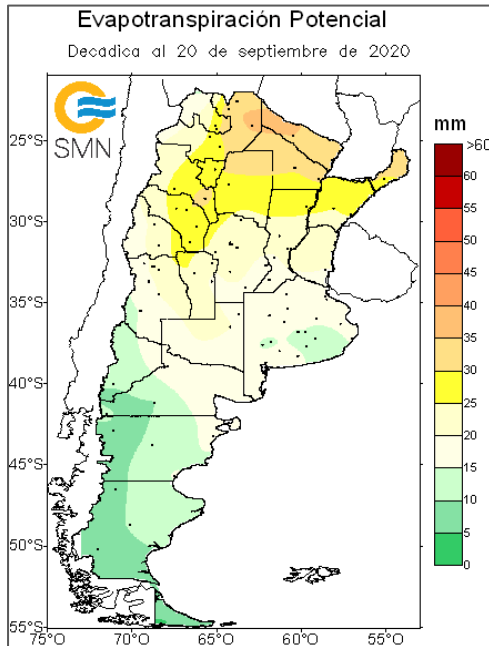 Evapotranspiración Potencial
Decadica al 20 de septiembre de 2020
SMN
mm
>60
60
55
50
45
40
35
30
25
20
15
10
5
0
25°S
30°S
35°S
40°S
45°S
50°S
55°S
75°O
70°O
65°O
60°O
55°O